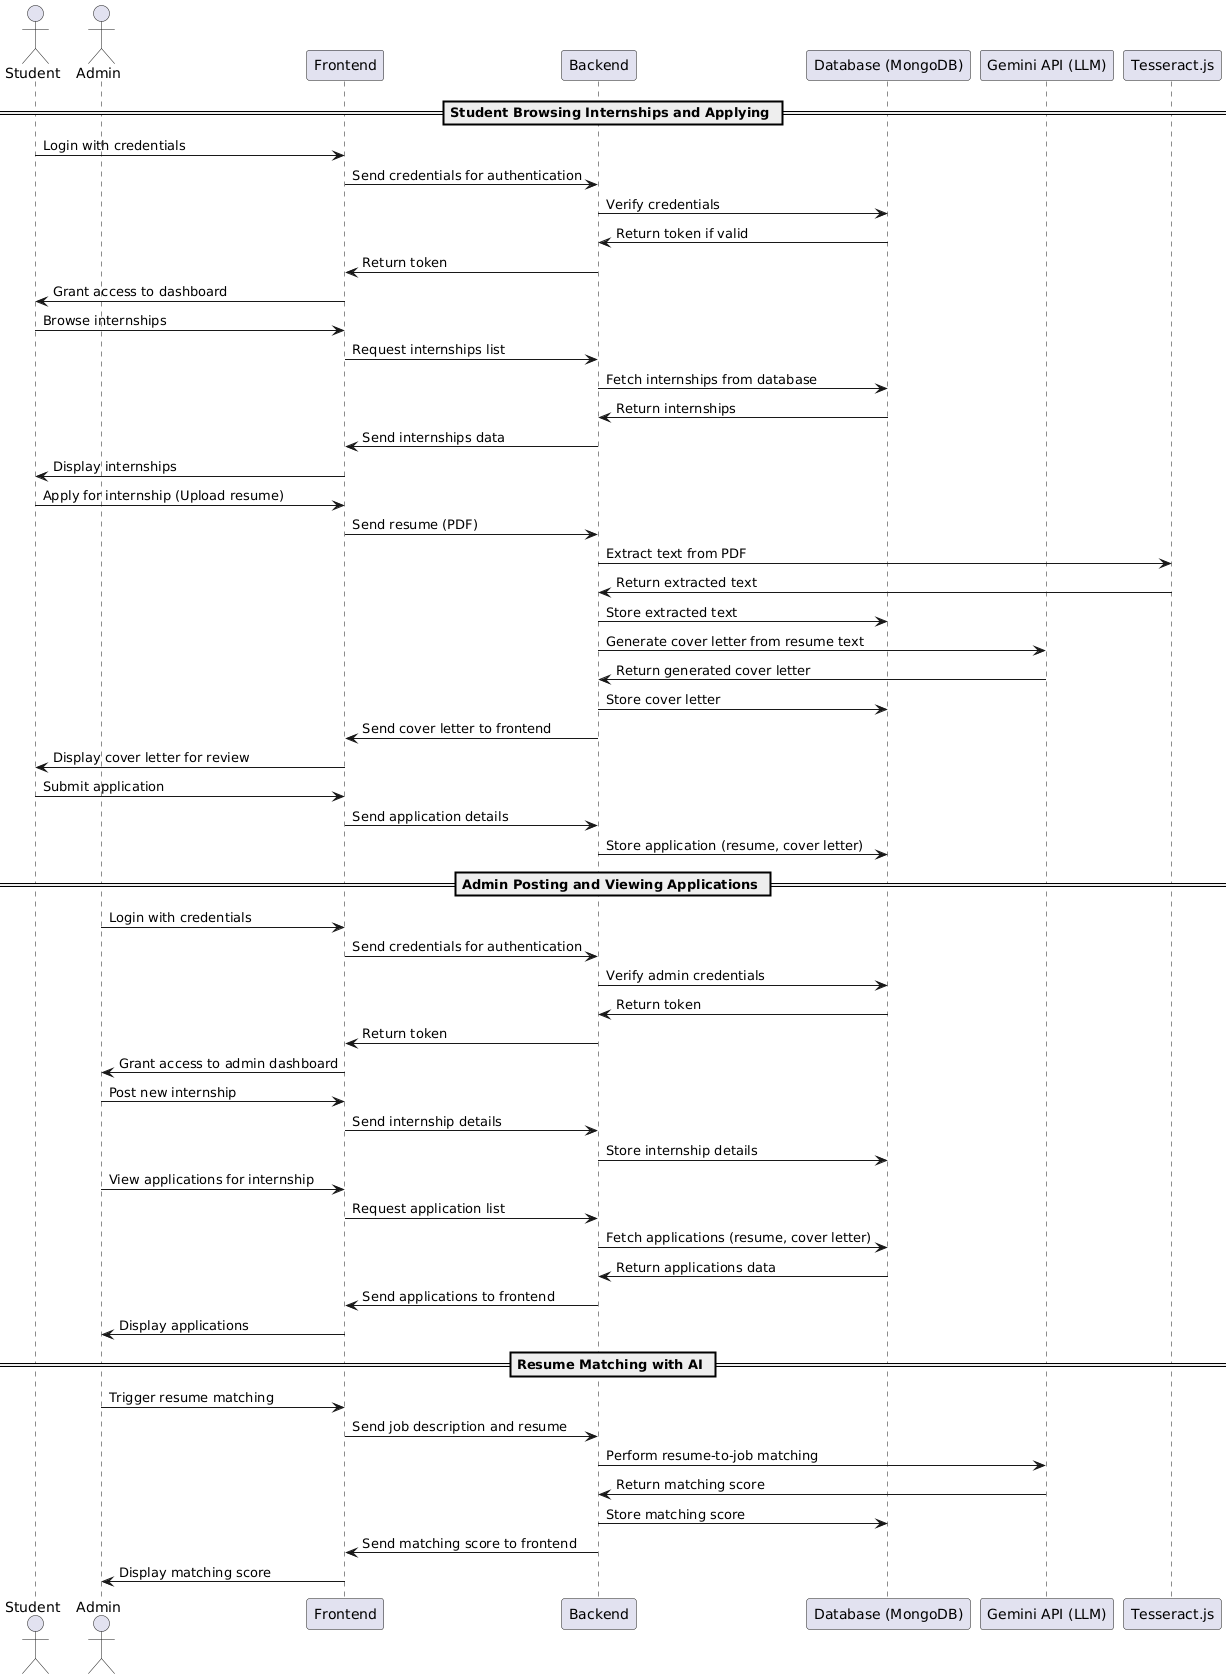 Student
Admin
Frontend
Backend
Database (MongoDB)
Gemini API (LLM)
Tesseract.js
Student Browsing Internships and Applying
Login with credentials
Send credentials for authentication
Verify credentials
Return token if valid
Return token
Grant access to dashboard
Browse internships
Request internships list
Fetch internships from database
Return internships
Send internships data
Display internships
Apply for internship (Upload resume)
Send resume (PDF)
Extract text from PDF
Return extracted text
Store extracted text
Generate cover letter from resume text
Return generated cover letter
Store cover letter
Send cover letter to frontend
Display cover letter for review
Submit application
Send application details
Store application (resume, cover letter)
Admin Posting and Viewing Applications
Login with credentials
Send credentials for authentication
Verify admin credentials
Return token
Return token
Grant access to admin dashboard
Post new internship
Send internship details
Store internship details
View applications for internship
Request application list
Fetch applications (resume, cover letter)
Return applications data
Send applications to frontend
Display applications
Resume Matching with AI
Trigger resume matching
Send job description and resume
Perform resume-to-job matching
Return matching score
Store matching score
Send matching score to frontend
Display matching score
Student
Admin
Frontend
Backend
Database (MongoDB)
Gemini API (LLM)
Tesseract.js